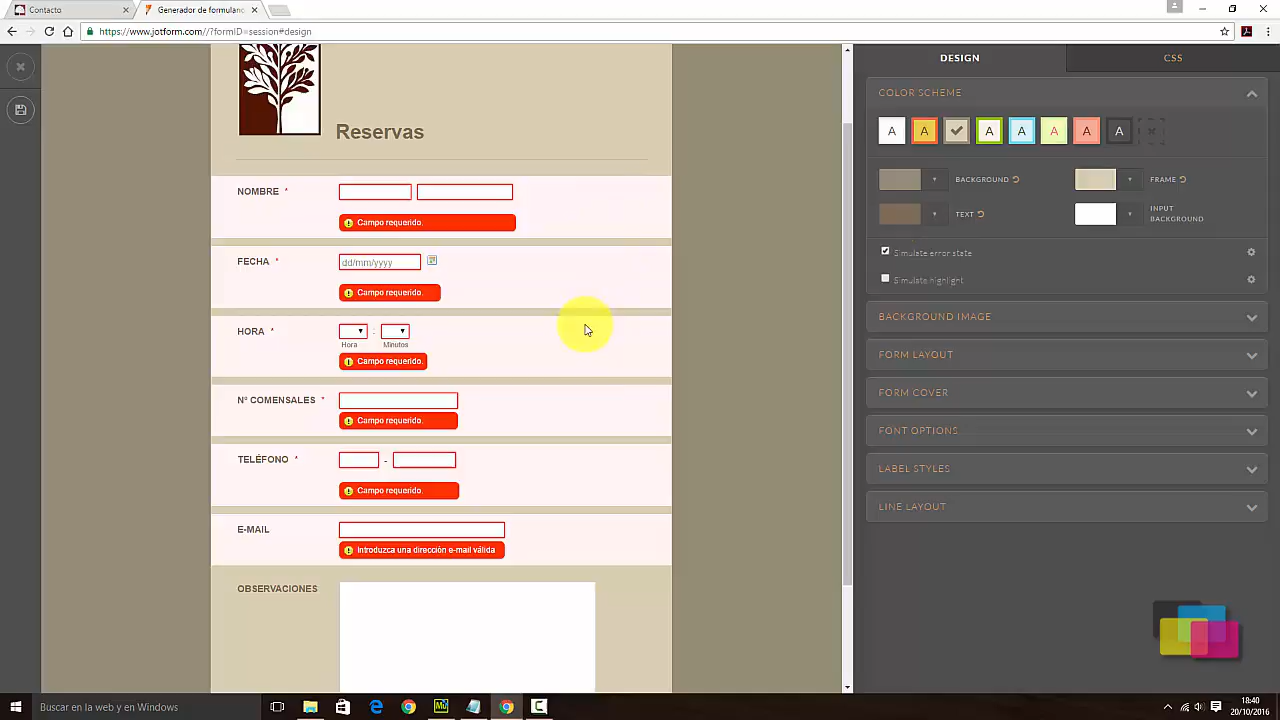 Contacto
Generador de formulario
https://www.jotform.com//?formID=session#design
DESIGN
CSS
COLOR SCHEME
A A A A A A A
BACKGROUND
FRAME
TEXT
INPUT BACKGROUND
Simulate error state
Simulate highlight
BACKGROUND IMAGE
FORM LAYOUT
FORM COVER
FONT OPTIONS
LABEL STYLES
LINE LAYOUT
Reservas
NOMBRE *
Campo requerido.
FECHA *
dd/mm/yyyy
Campo requerido.
HORA *
:
Hora Minutos
Campo requerido.
Nº COMENSALES *
Campo requerido.
TELÉFONO *
-
Campo requerido.
E-MAIL
Introduzca una dirección e-mail válida
OBSERVACIONES
Buscar en la web y en Windows
18:40
20/10/2016